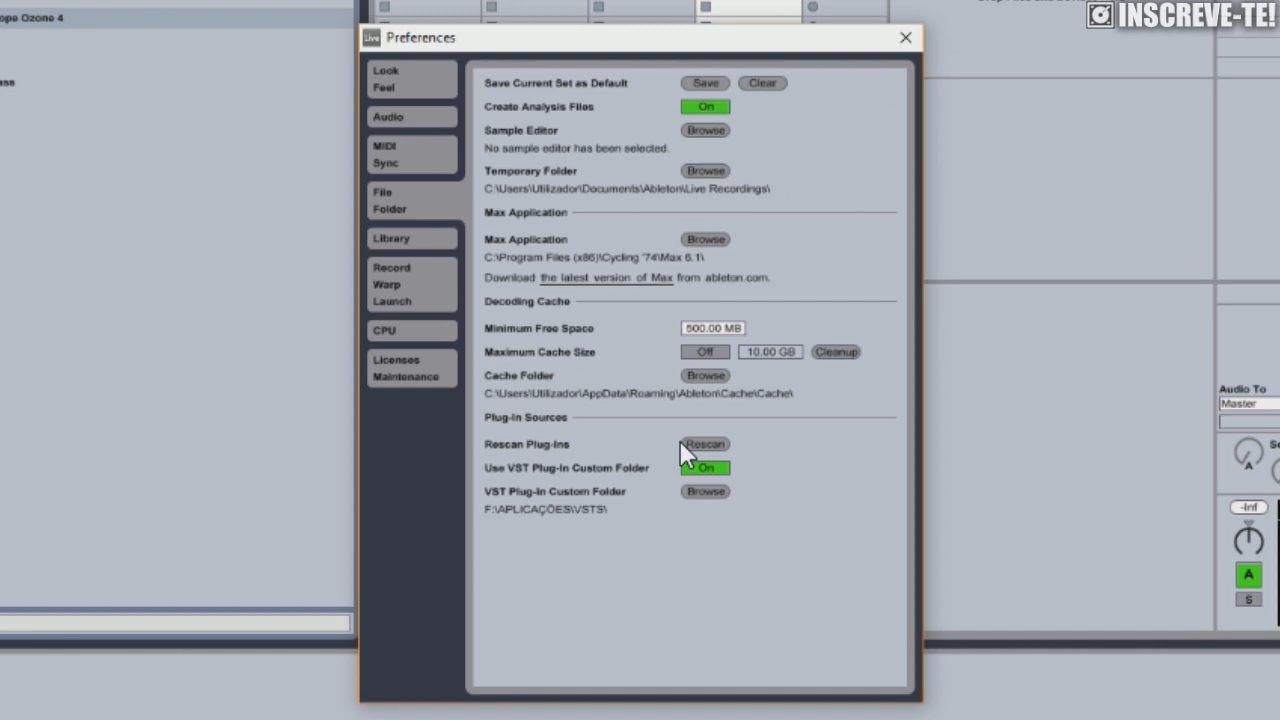 ope Ozone 4
INSCREVE-TE!
Live Preferences
ass
Look
Feel
Audio
MIDI
Sync
File
Folder
Library
Record
Warp
Launch
CPU
Licenses
Maintenance
Save Current Set as Default Save Clear
Create Analysis Files On
Sample Editor Browse
No sample editor has been selected.
Temporary Folder Browse
C:\Users\Utilizador\Documents\Ableton\Live Recordings\
Max Application
Max Application Browse
C:\Program Files (x86)\Cycling '74\Max 6.1\
Download the latest version of Max from ableton.com.
Decoding Cache
Minimum Free Space 500.00 MB
Maximum Cache Size Off 10.00 GB Cleanup
Cache Folder Browse
C:\Users\Utilizador\AppData\Roaming\Ableton\Cache\Cache\
Plug-In Sources
Rescan Plug-Ins Rescan
Use VST Plug-In Custom Folder On
VST Plug-In Custom Folder Browse
F:\APLICAÇÕES\VSTS\
Audio To
Master
A
-Inf
A
S